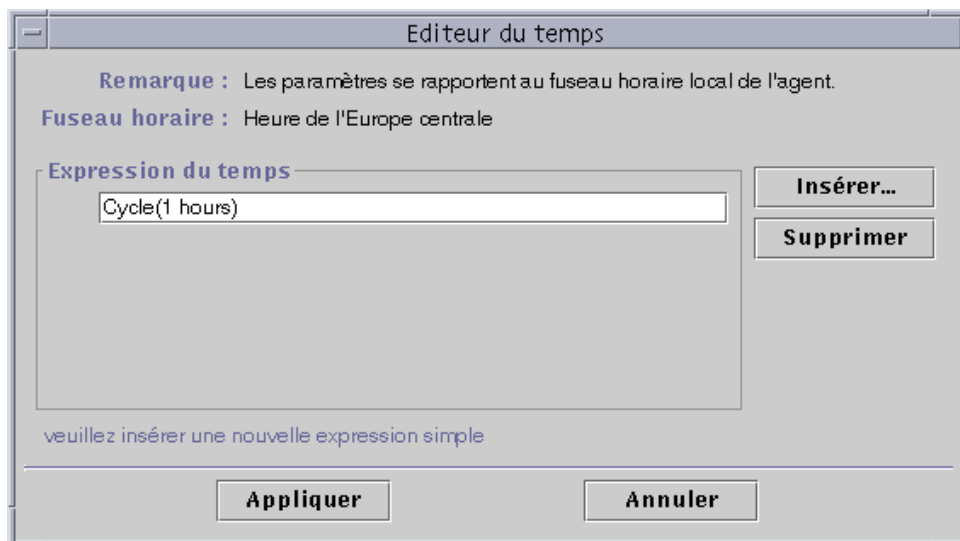 Editeur du temps
Remarque : Les paramètres se rapportent au fuseau horaire local de l'agent.
Fuseau horaire : Heure de l'Europe centrale
Expression du temps
Cycle(1 hours)
Insérer...
Supprimer
veuillez insérer une nouvelle expression simple
Appliquer Annuler